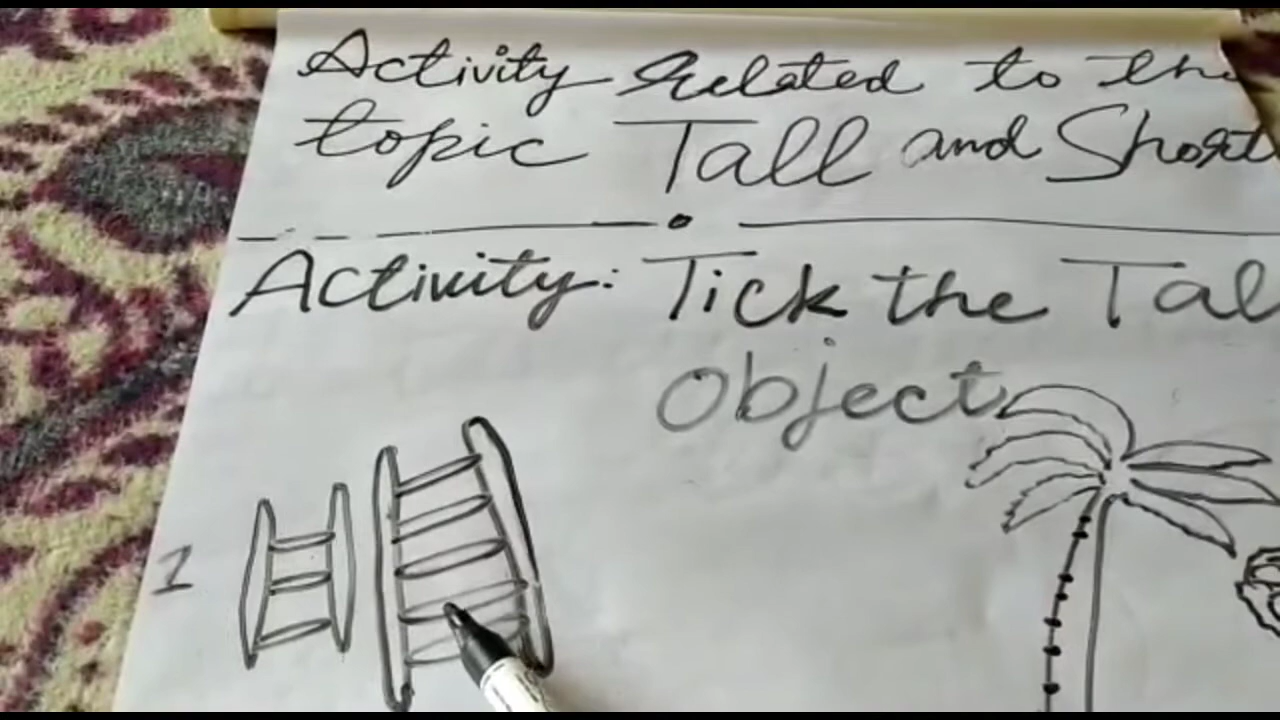 Activity Related to the
topic Tall and Short
Activity: Tick the Tal
Object
1